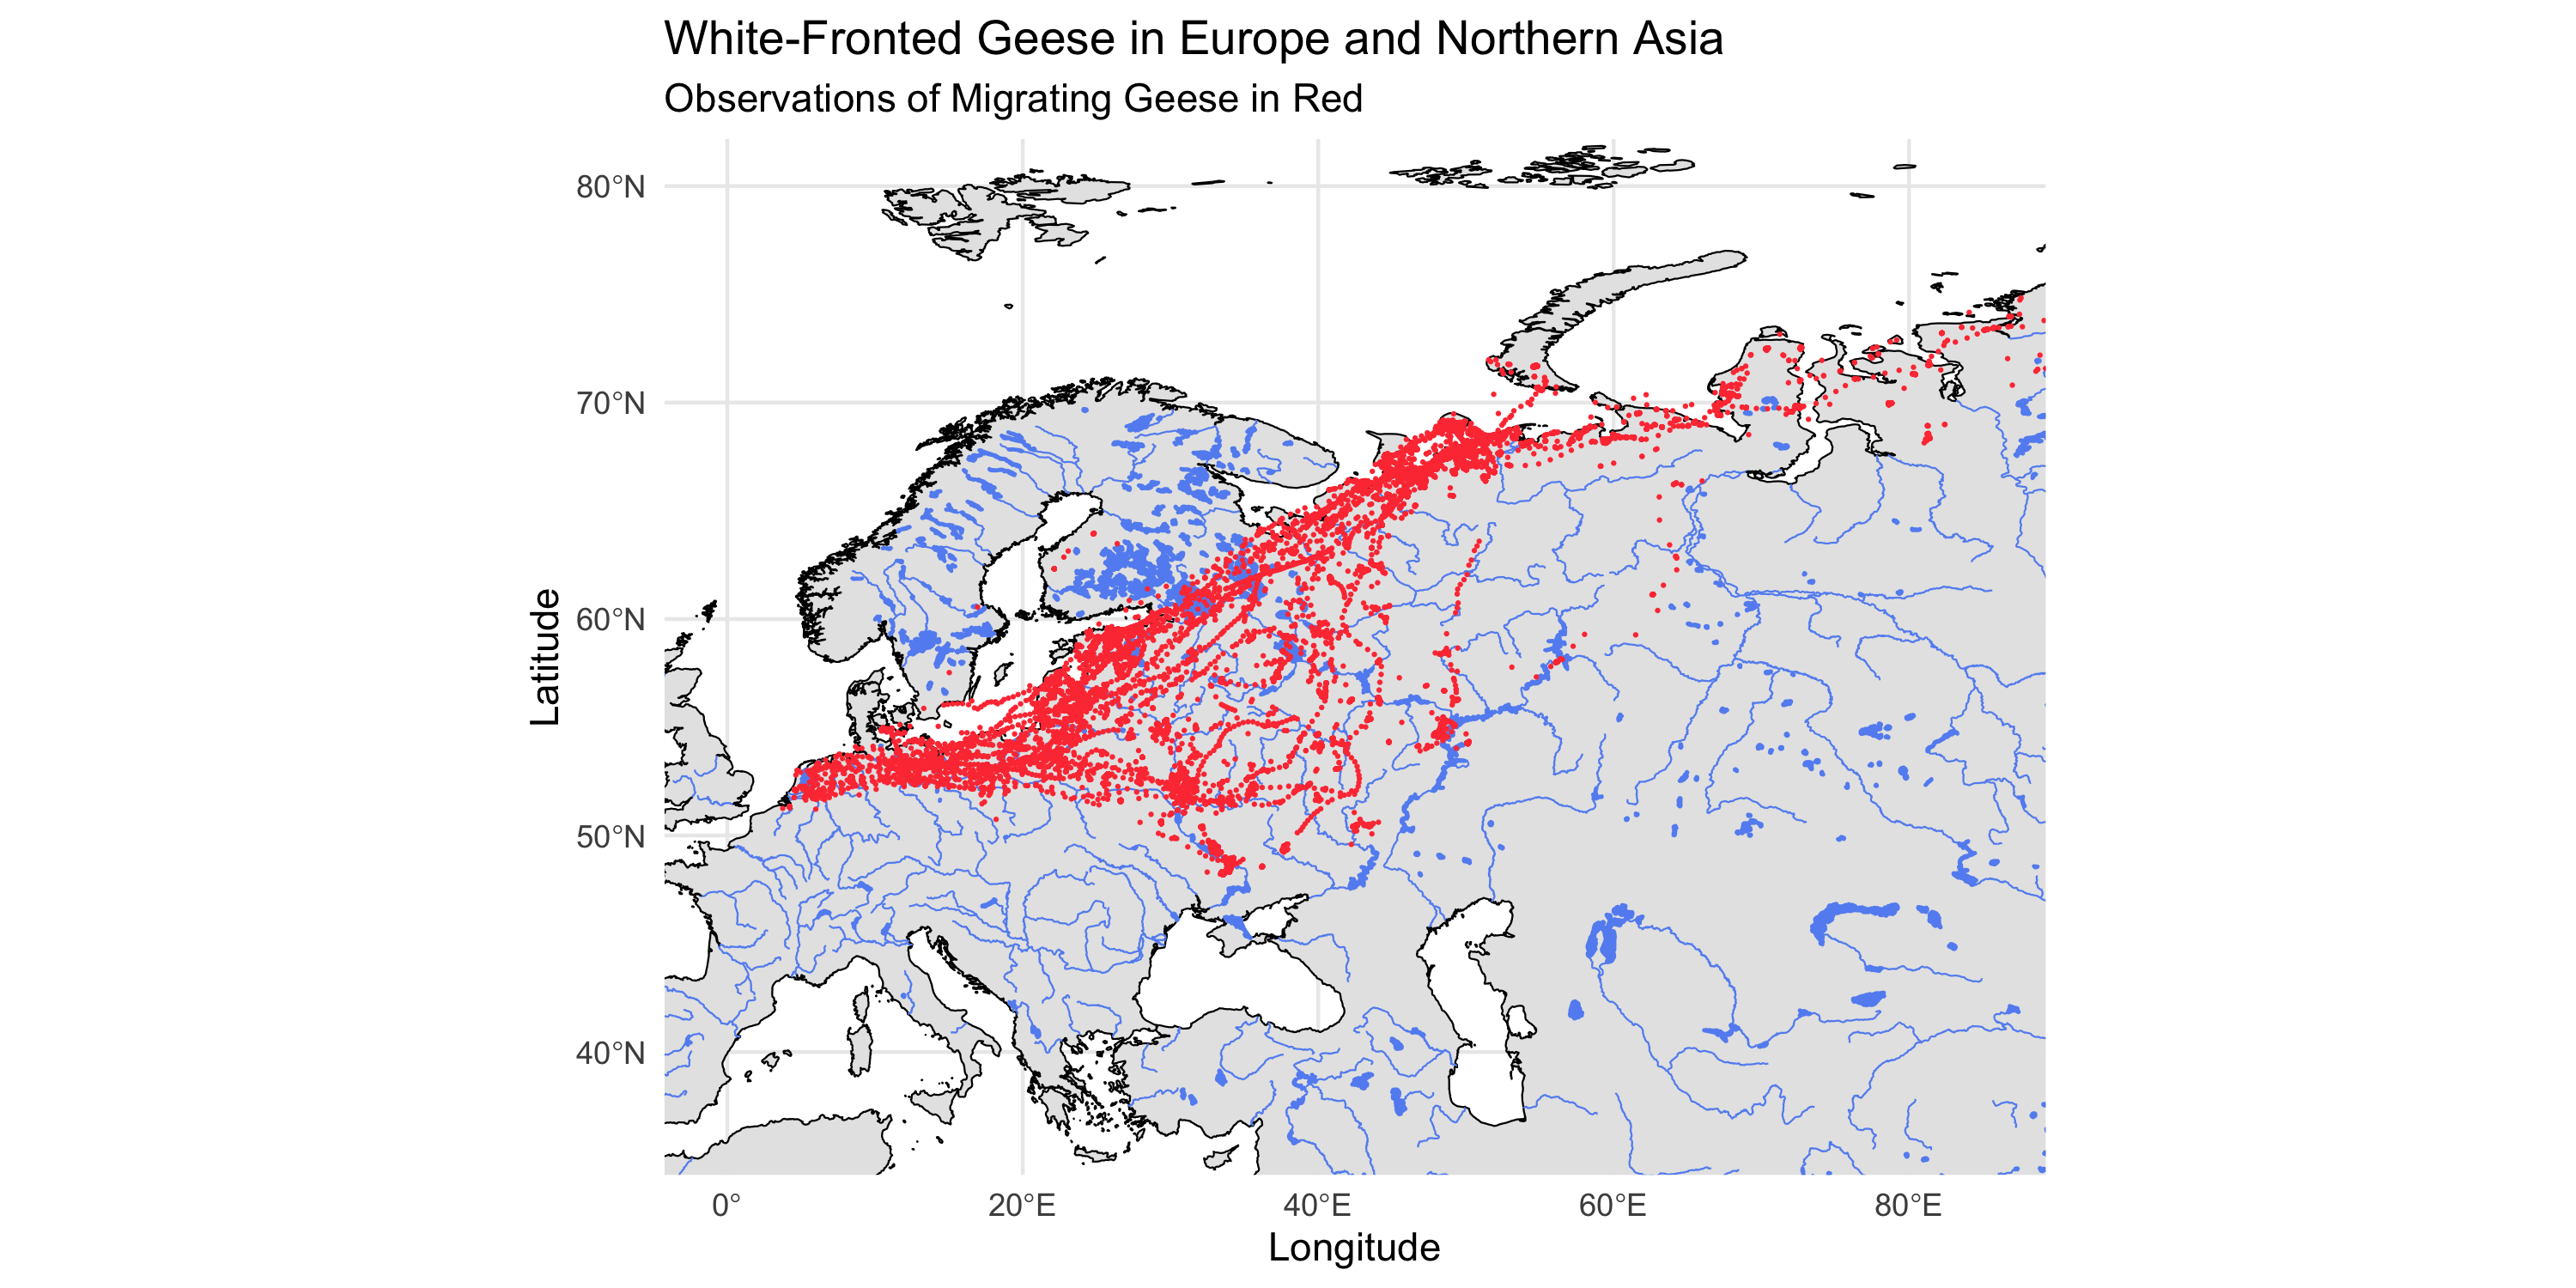 White-Fronted Geese in Europe and Northern Asia
Observations of Migrating Geese in Red
80°N
70°N
60°N
50°N
40°N
Latitude
0°
20°E
40°E
60°E
80°E
Longitude